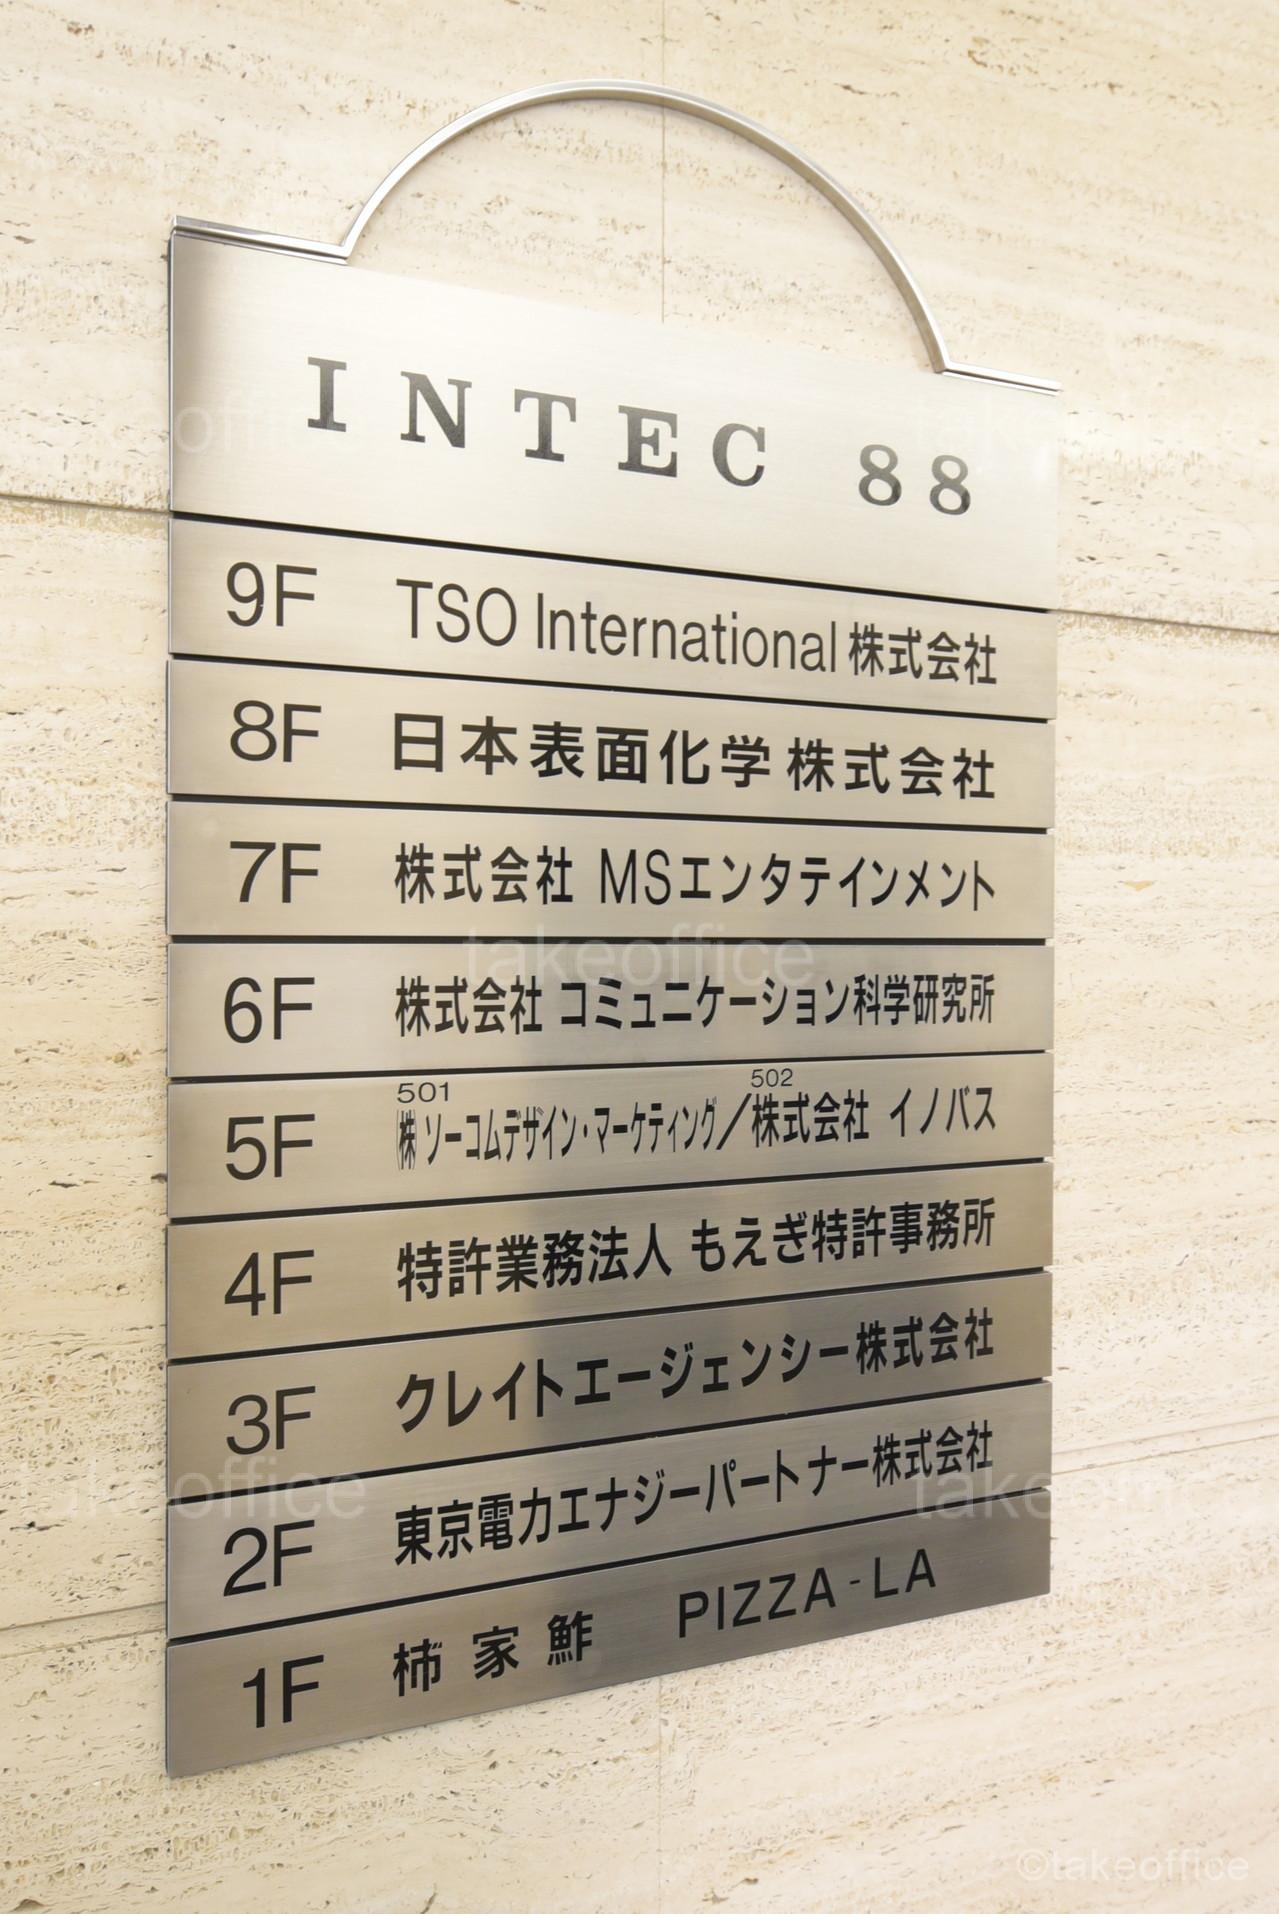 INTEC 88
9F TSO International 株式会社
8F 日本表面化学株式会社
7F 株式会社 MSエンタテインメント
6F 株式会社 コミュニケーション科学研究所
501 502
5F ㈱ソーコムデザイン・マーケティング/株式会社 イノバス
4F 特許業務法人 もえぎ特許事務所
3F クレイトエージェンシー株式会社
2F 東京電力エナジーパートナー株式会社
1F 柿家鮓 PIZZA-LA
takeoffice
takeoffice
takeoffice
©takeoffice